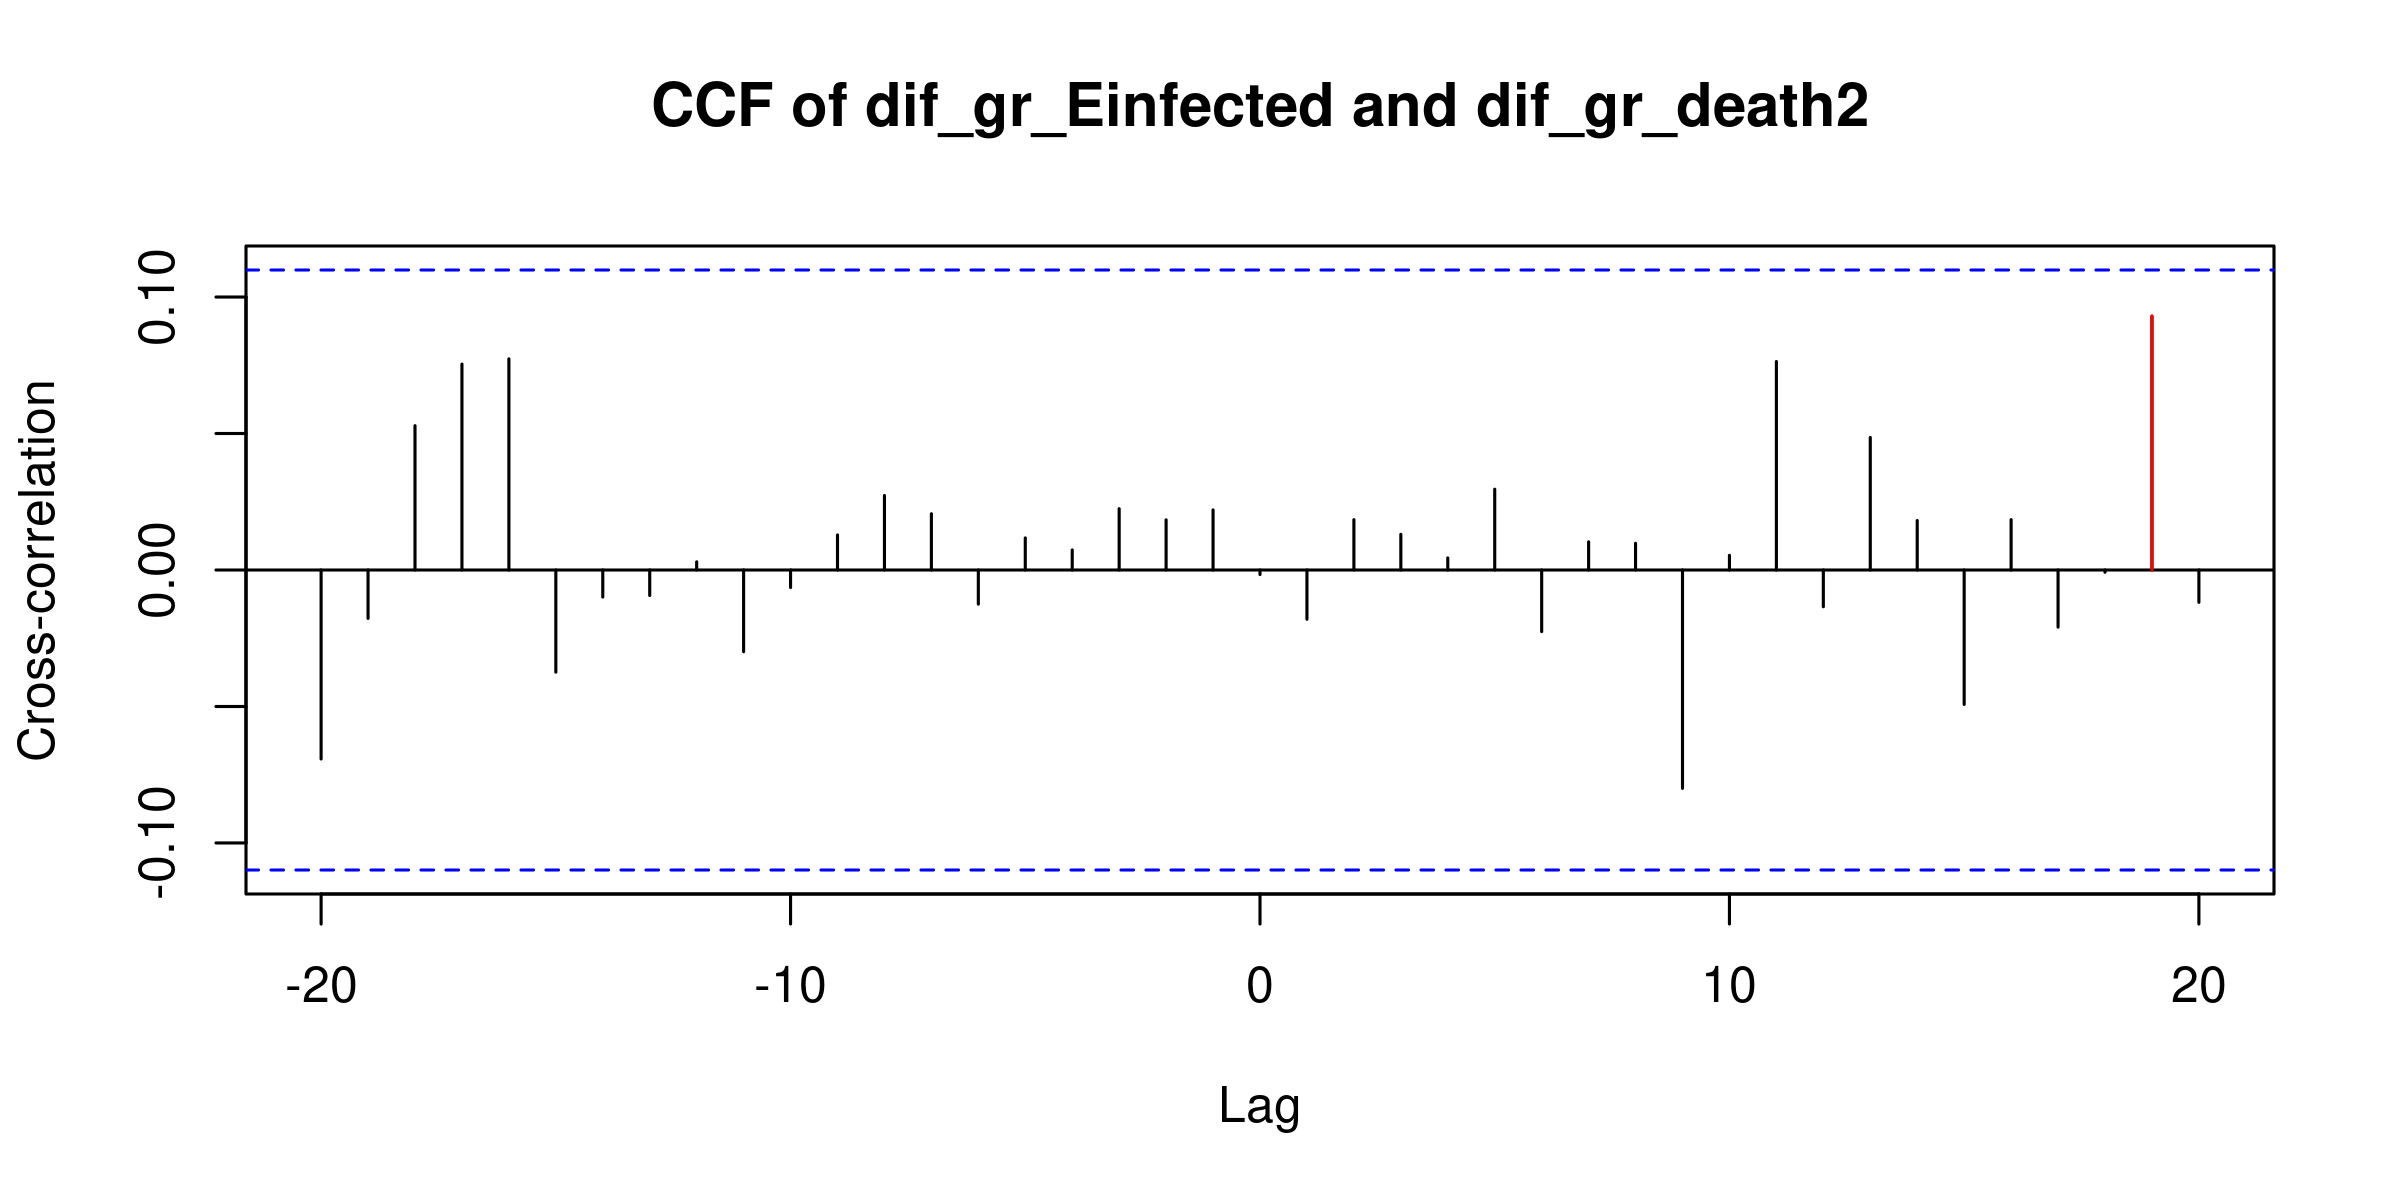 CCF of dif_gr_Einfected and dif_gr_death2
Cross-correlation
0.10
0.00
-0.10
-20 -10 0 10 20
Lag